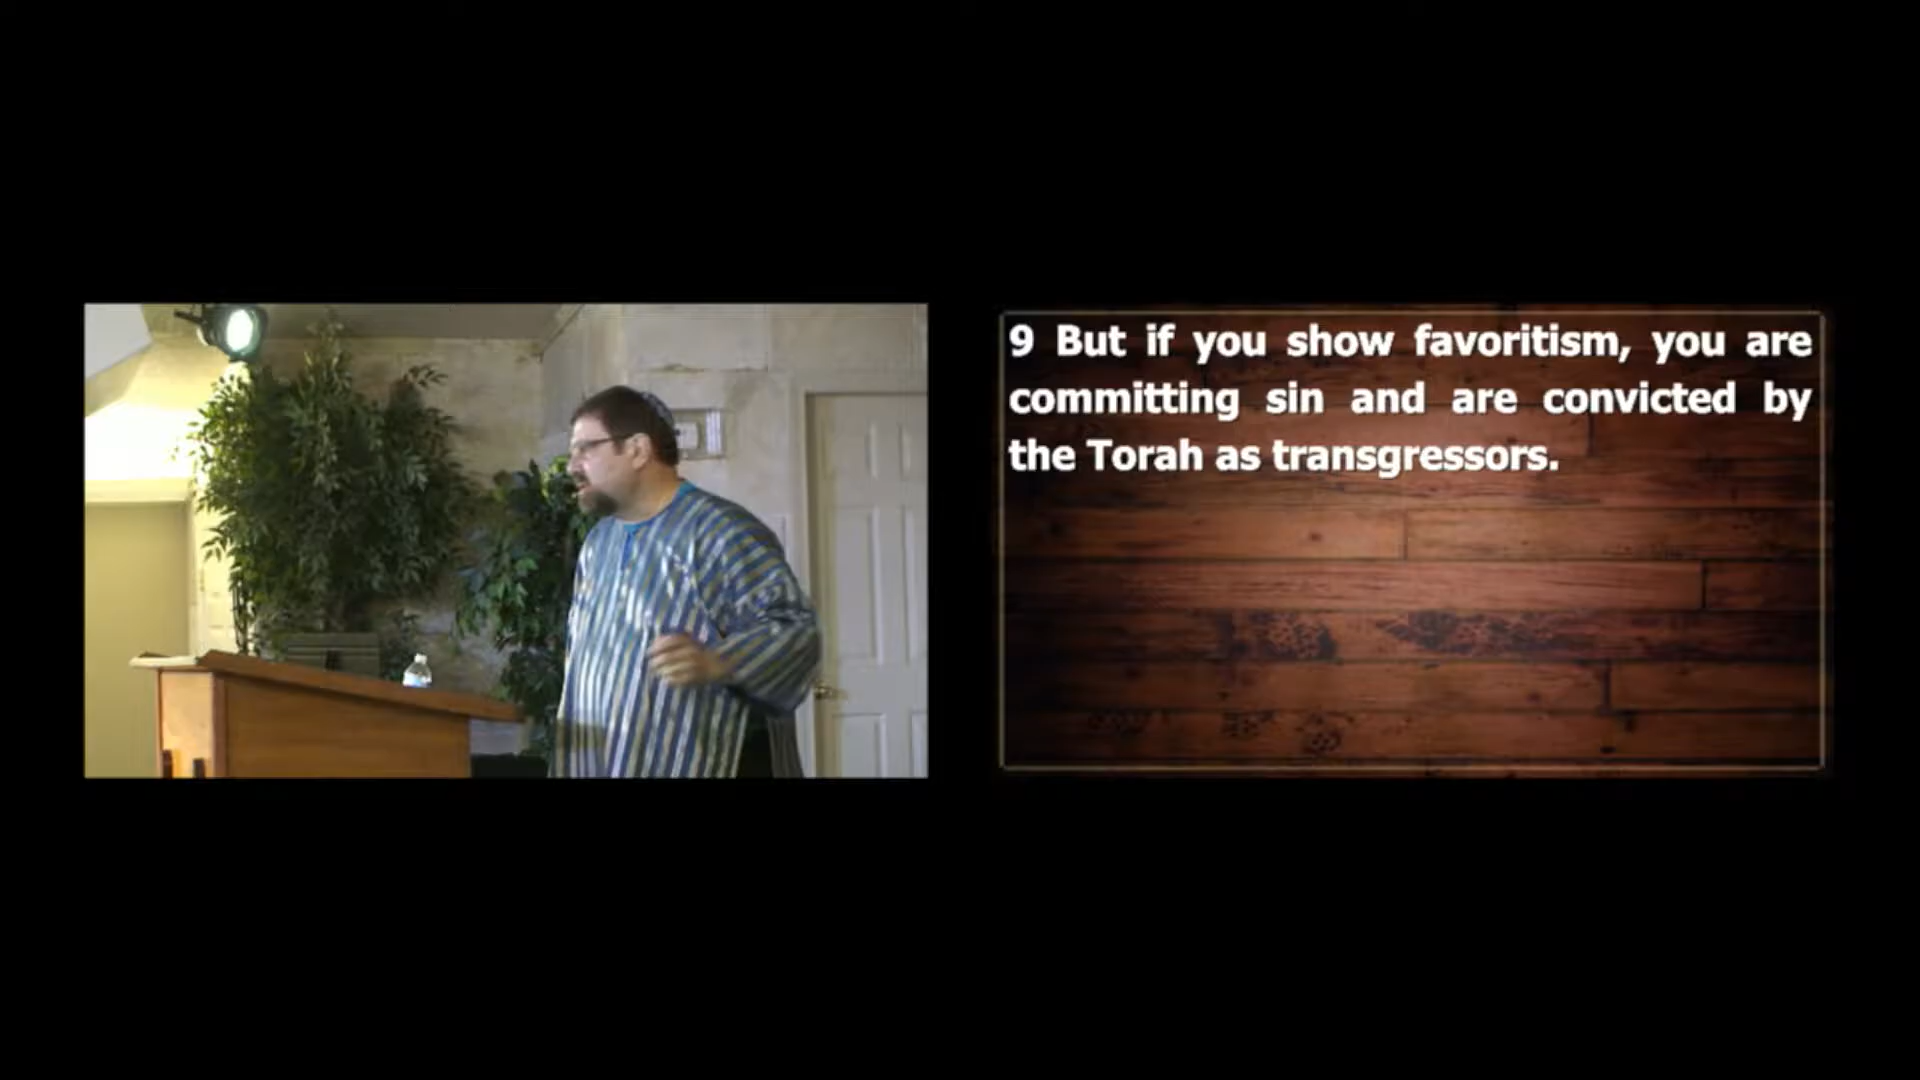 9 But if you show favoritism, you are
committing sin and are convicted by
the Torah as transgressors.